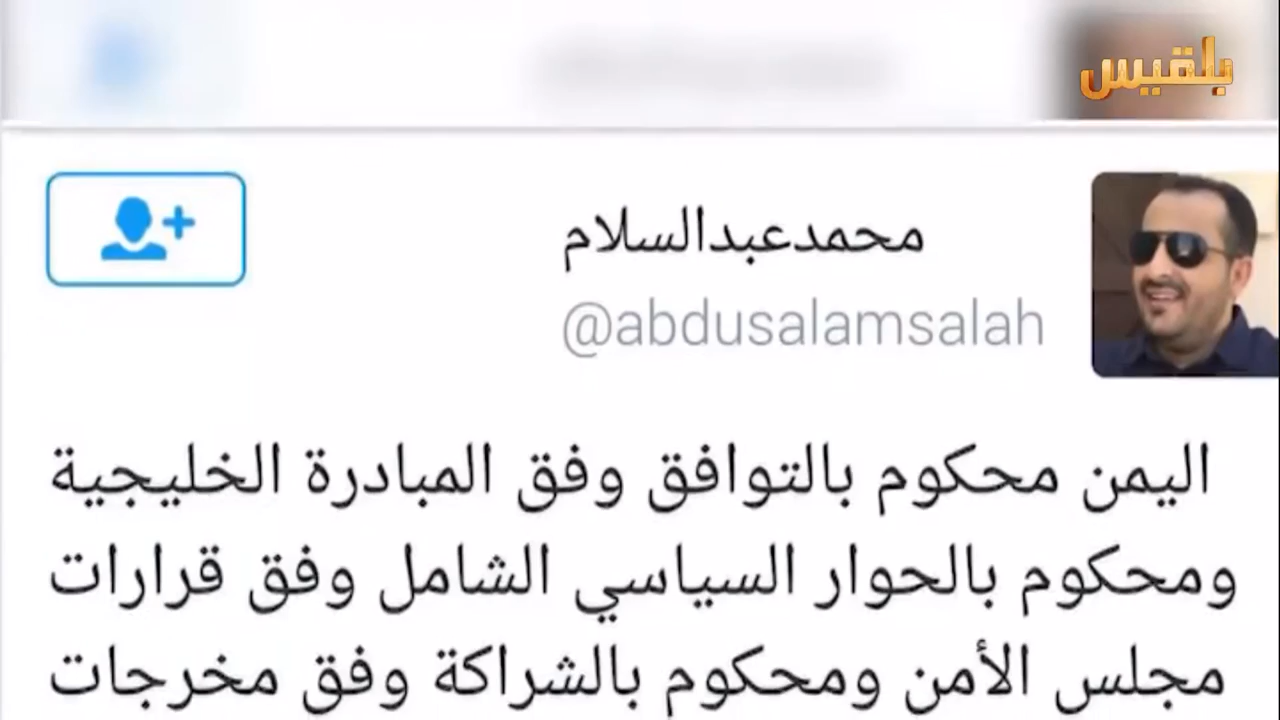 بلقيس
محمدعبدالسلام
@abdusalamsalah
اليمن محكوم بالتوافق وفق المبادرة الخليجية
ومحكوم بالحوار السياسي الشامل وفق قرارات
مجلس الأمن ومحكوم بالشراكة وفق مخرجات